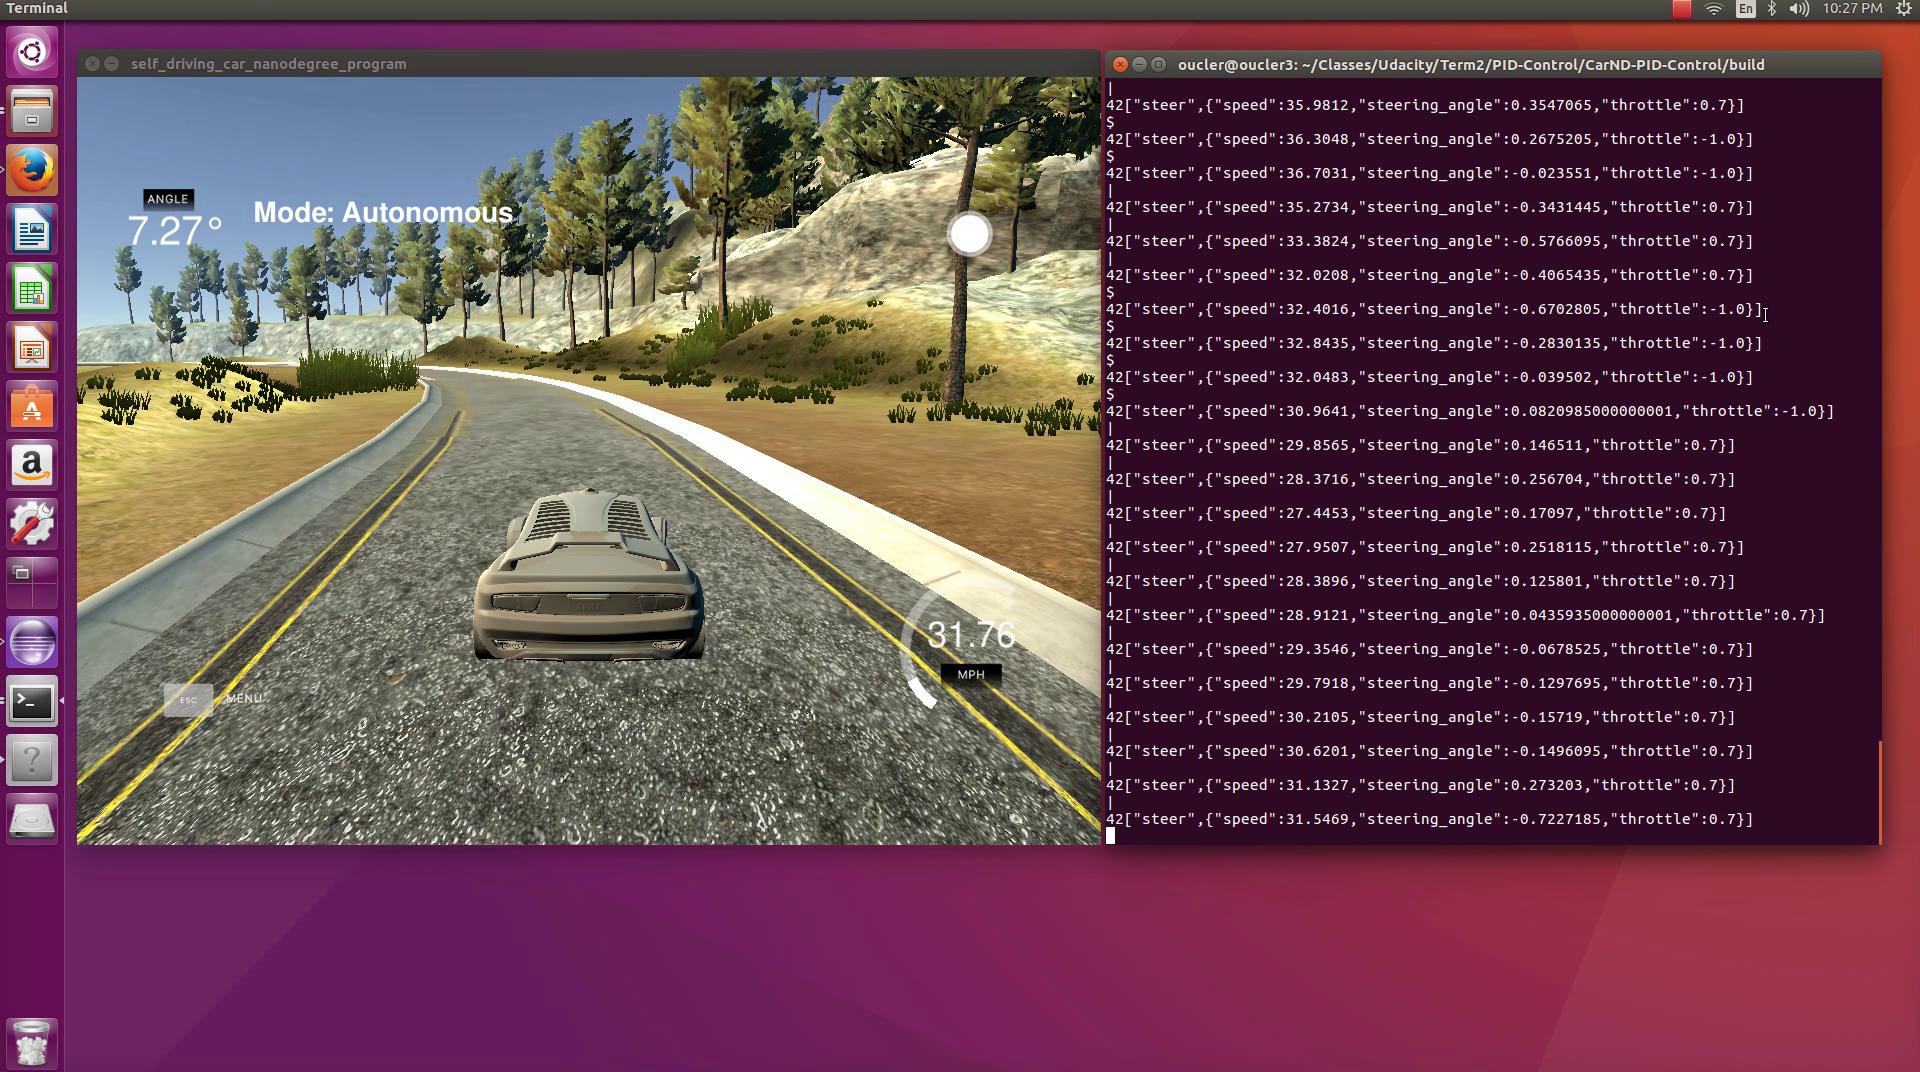 Terminal
En
10:27 PM
self_driving_car_nanodegree_program
ANGLE
7.27°
Mode: Autonomous
31.76
MPH
ESC
MENU
a
>_
?
oucler@oucler3: ~/Classes/Udacity/Term2/PID-Control/CarND-PID-Control/build
|
42["steer",{"speed":35.9812,"steering_angle":0.3547065,"throttle":0.7}]
$
42["steer",{"speed":36.3048,"steering_angle":0.2675205,"throttle":-1.0}]
$
42["steer",{"speed":36.7031,"steering_angle":-0.023551,"throttle":-1.0}]
|
42["steer",{"speed":35.2734,"steering_angle":-0.3431445,"throttle":0.7}]
|
42["steer",{"speed":33.3824,"steering_angle":-0.5766095,"throttle":0.7}]
|
42["steer",{"speed":32.0208,"steering_angle":-0.4065435,"throttle":0.7}]
$
42["steer",{"speed":32.4016,"steering_angle":-0.6702805,"throttle":-1.0}]
$
42["steer",{"speed":32.8435,"steering_angle":-0.2830135,"throttle":-1.0}]
$
42["steer",{"speed":32.0483,"steering_angle":-0.039502,"throttle":-1.0}]
$
42["steer",{"speed":30.9641,"steering_angle":0.0820985000000001,"throttle":-1.0}]
|
42["steer",{"speed":29.8565,"steering_angle":0.146511,"throttle":0.7}]
|
42["steer",{"speed":28.3716,"steering_angle":0.256704,"throttle":0.7}]
|
42["steer",{"speed":27.4453,"steering_angle":0.17097,"throttle":0.7}]
|
42["steer",{"speed":27.9507,"steering_angle":0.2518115,"throttle":0.7}]
|
42["steer",{"speed":28.3896,"steering_angle":0.125801,"throttle":0.7}]
|
42["steer",{"speed":28.9121,"steering_angle":0.0435935000000001,"throttle":0.7}]
|
42["steer",{"speed":29.3546,"steering_angle":-0.0678525,"throttle":0.7}]
|
42["steer",{"speed":29.7918,"steering_angle":-0.1297695,"throttle":0.7}]
|
42["steer",{"speed":30.2105,"steering_angle":-0.15719,"throttle":0.7}]
|
42["steer",{"speed":30.6201,"steering_angle":-0.1496095,"throttle":0.7}]
|
42["steer",{"speed":31.1327,"steering_angle":0.273203,"throttle":0.7}]
|
42["steer",{"speed":31.5469,"steering_angle":-0.7227185,"throttle":0.7}]